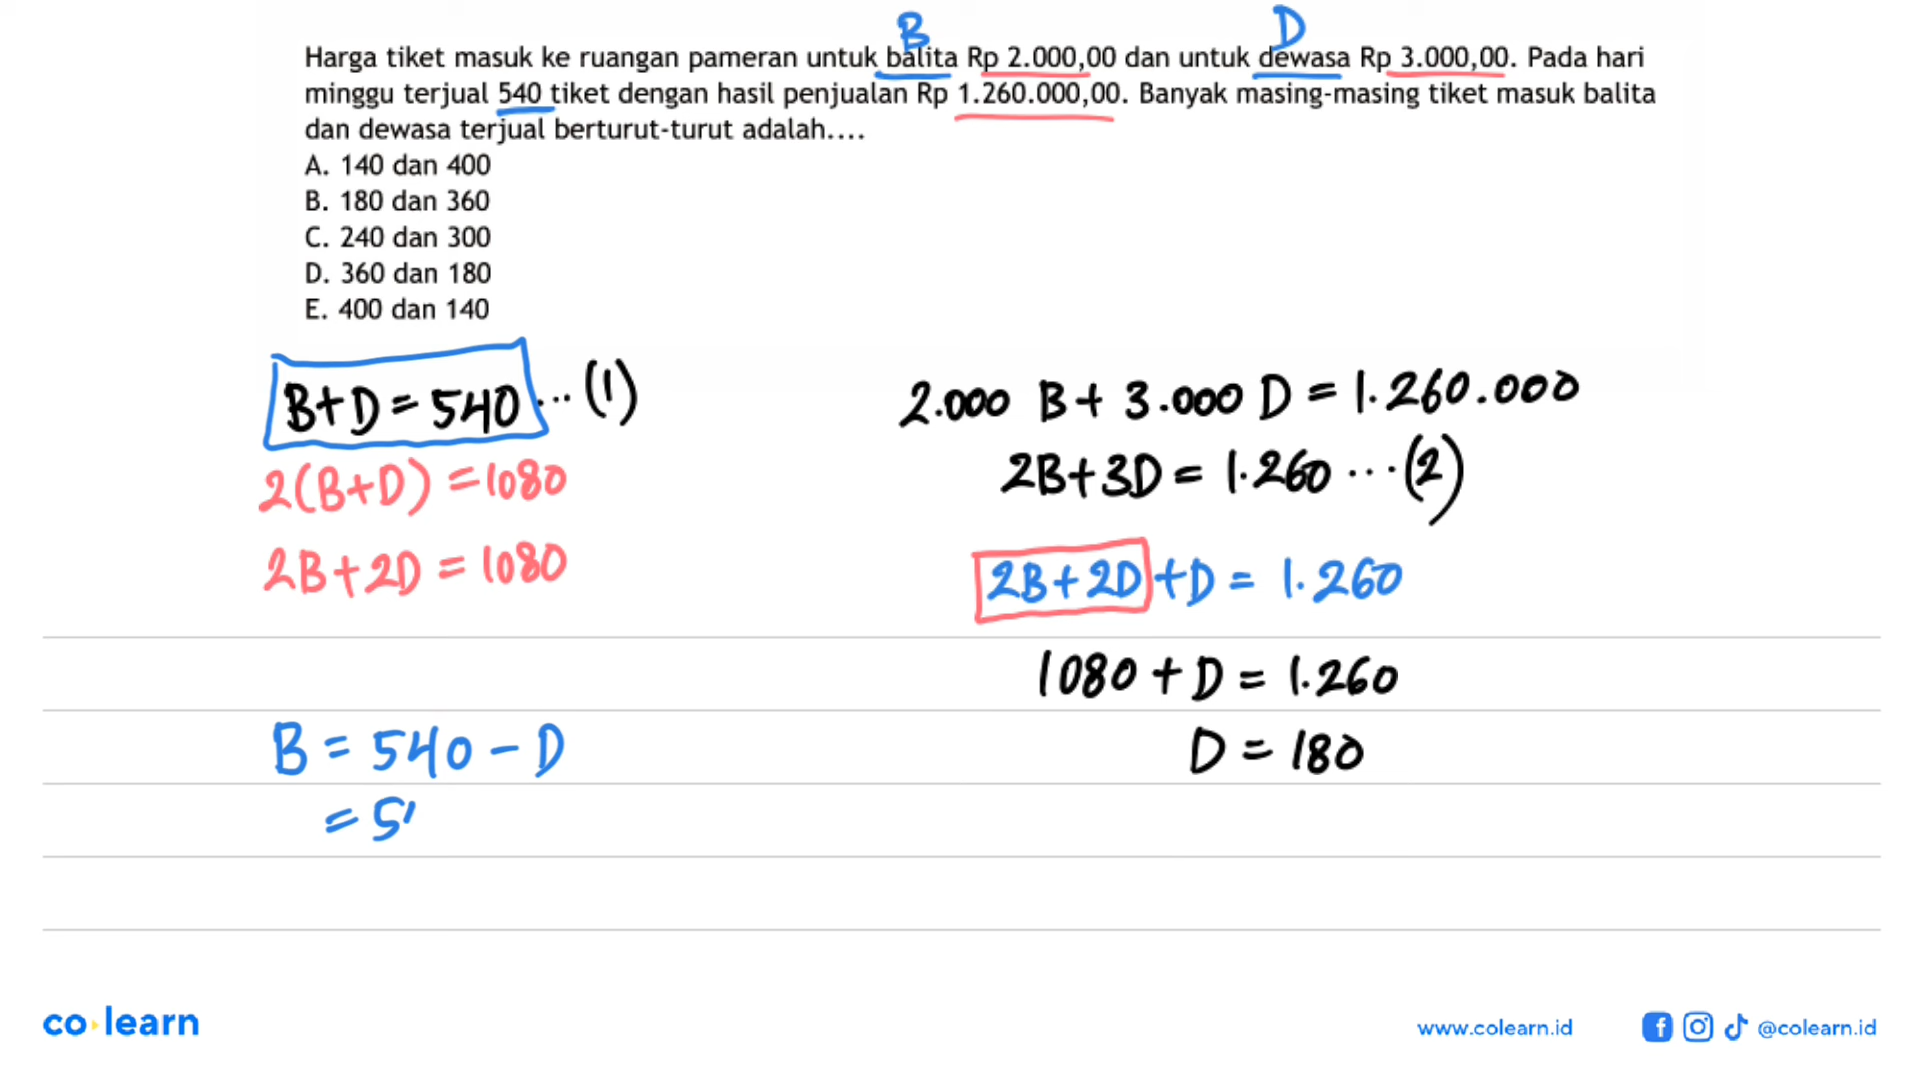 B D
Harga tiket masuk ke ruangan pameran untuk balita Rp 2.000,00 dan untuk dewasa Rp 3.000,00. Pada hari
minggu terjual 540 tiket dengan hasil penjualan Rp 1.260.000,00. Banyak masing-masing tiket masuk balita
dan dewasa terjual berturut-turut adalah....
A. 140 dan 400
B. 180 dan 360
C. 240 dan 300
D. 360 dan 180
E. 400 dan 140
B+D = 540 ... (1)
2(B+D) = 1080
2B+2D = 1080
B = 540 - D
= 5
2.000 B + 3.000 D = 1.260.000
2B+3D = 1.260 ... (2)
2B+2D +D = 1.260
1080 + D = 1.260
D = 180
co learn
www.colearn.id
@colearn.id